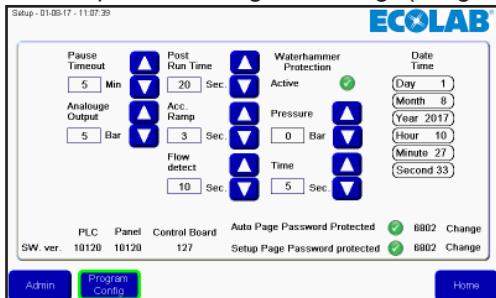 Setup - 01-08-17 - 11:07:39
ECOLAB
Pause Timeout
5 Min
Analouge Output
5 Bar
Post Run Time
20 Sec.
Acc. Ramp
3 Sec.
Flow detect
10 Sec.
Waterhammer Protection
Active
Pressure
0 Bar
Time
5 Sec.
Date Time
Day 1
Month 8
Year 2017
Hour 10
Minute 27
Second 33
PLC Panel Control Board
SW. ver. 10120 10120 127
Auto Page Password Protected 6802 Change
Setup Page Password protected 6802 Change
Admin
Program Config
Home